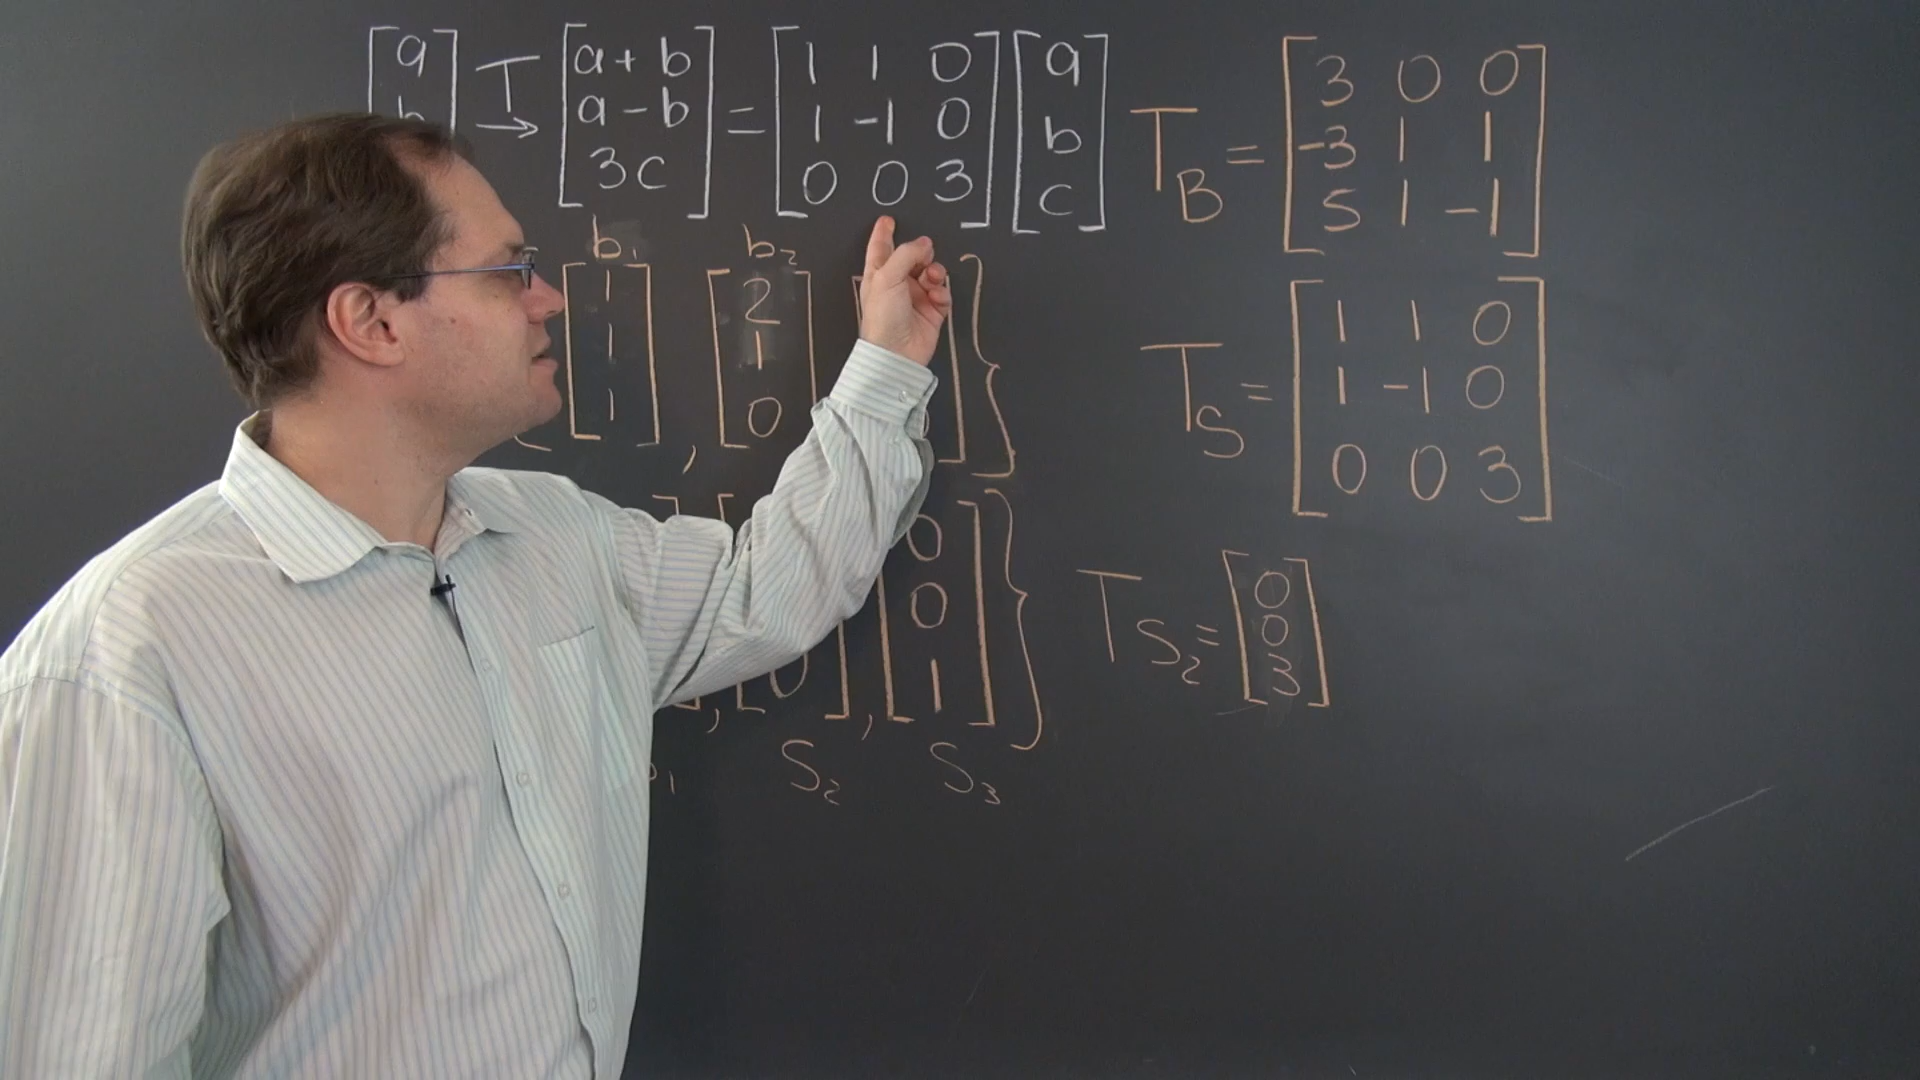 [a b] T → [a + b, a - b, 3c] = [1 1 0, 1 -1 0, 0 0 3] [a, b, c]
T_B = [3 0 0, -3 1 1, 5 1 -1]
b₁ b₂
{ [1, 1, 1], [2, 1, 0], }
T_S = [1 1 0, 1 -1 0, 0 0 3]
, [0], [0, 0, 1] }
T S₂ = [0, 0, 3]
S₂ S₃